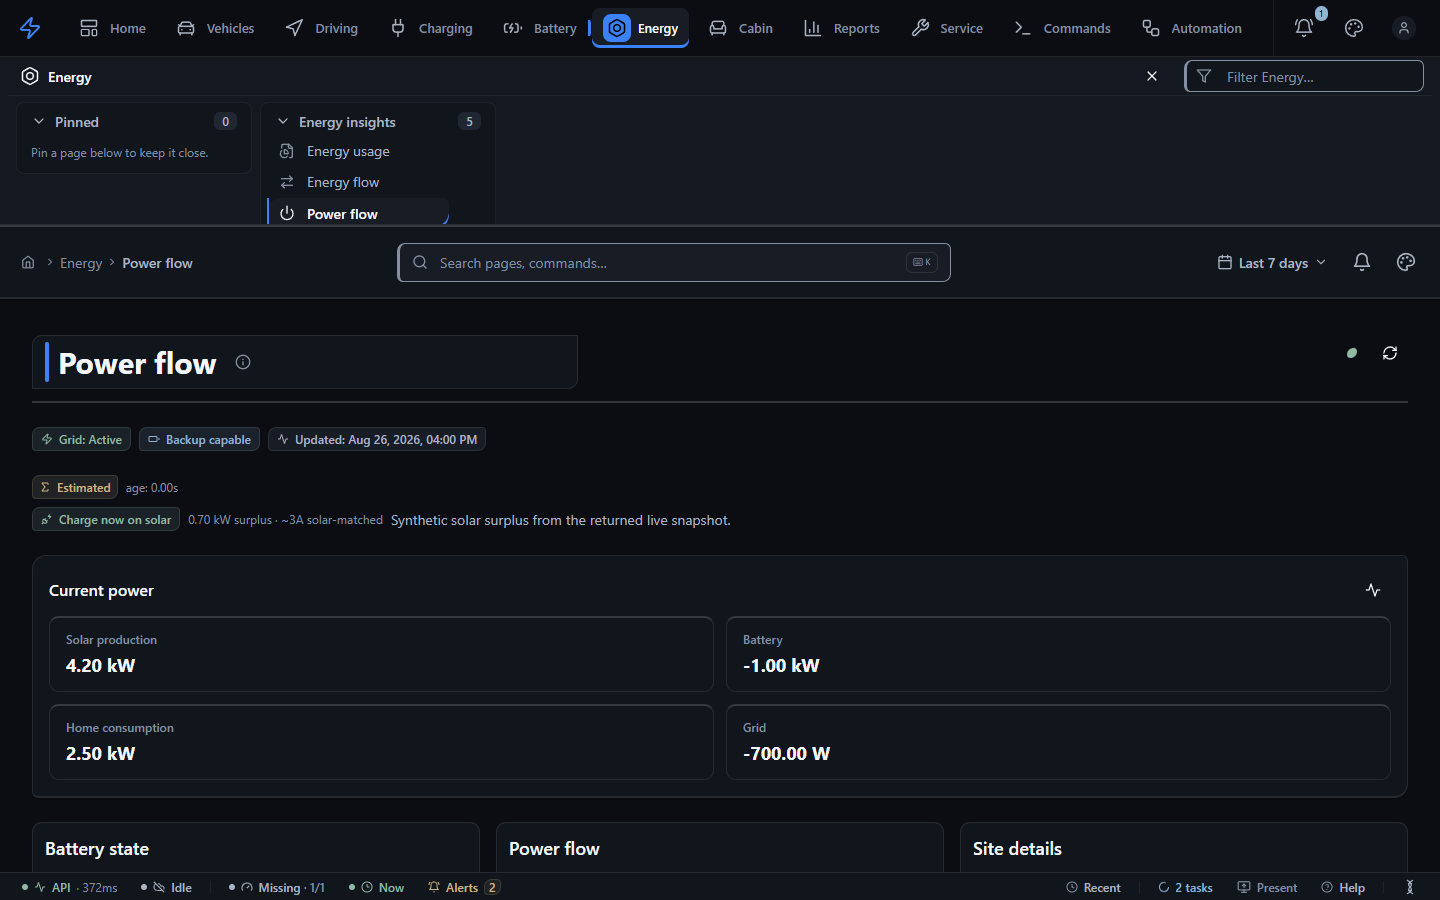 Home Vehicles Driving Charging Battery Energy Cabin Reports Service Commands Automation 1
Energy Filter Energy...
Pinned 0
Pin a page below to keep it close.
Energy insights 5
Energy usage
Energy flow
Power flow
Energy Power flow Search pages, commands... K Last 7 days
Power flow
Grid: Active Backup capable Updated: Aug 26, 2026, 04:00 PM
Estimated age: 0.00s
Charge now on solar 0.70 kW surplus · ~3A solar-matched Synthetic solar surplus from the returned live snapshot.
Current power
Solar production
4.20 kW
Battery
-1.00 kW
Home consumption
2.50 kW
Grid
-700.00 W
Battery state Power flow Site details
API · 372ms Idle Missing · 1/1 Now Alerts 2 Recent 2 tasks Present Help